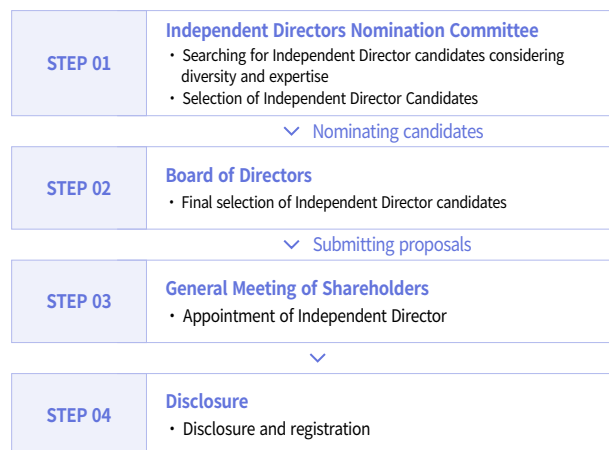 STEP 01
Independent Directors Nomination Committee
· Searching for Independent Director candidates considering
diversity and expertise
· Selection of Independent Director Candidates
Nominating candidates
STEP 02
Board of Directors
· Final selection of Independent Director candidates
Submitting proposals
STEP 03
General Meeting of Shareholders
· Appointment of Independent Director
STEP 04
Disclosure
· Disclosure and registration